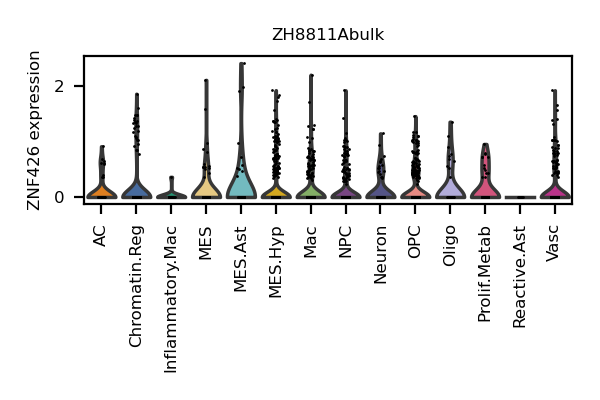 ZH8811Abulk
ZNF426 expression
2
0
AC
Chromatin.Reg
Inflammatory.Mac
MES
MES.Ast
MES.Hyp
Mac
NPC
Neuron
OPC
Oligo
Prolif.Metab
Reactive.Ast
Vasc